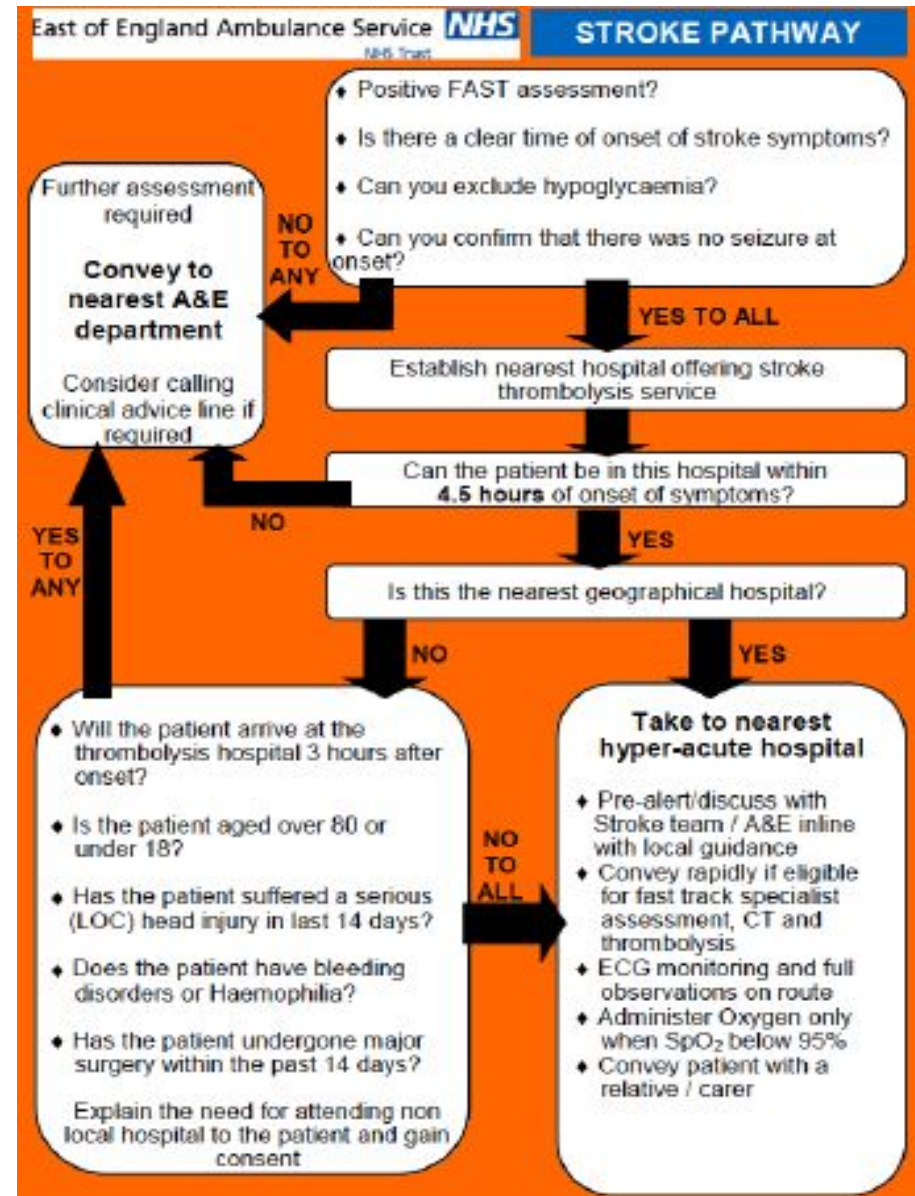 East of England Ambulance Service NHS
NHS Trust
STROKE PATHWAY
♦ Positive FAST assessment?
♦ Is there a clear time of onset of stroke symptoms?
♦ Can you exclude hypoglycaemia?
♦ Can you confirm that there was no seizure at
onset?
NO
TO
ANY
Further assessment
required
Convey to
nearest A&E
department
Consider calling
clinical advice line if
required
YES TO ALL
Establish nearest hospital offering stroke
thrombolysis service
Can the patient be in this hospital within
4.5 hours of onset of symptoms?
NO
YES
YES
TO
ANY
Is this the nearest geographical hospital?
NO
YES
♦ Will the patient arrive at the
thrombolysis hospital 3 hours after
onset?
♦ Is the patient aged over 80 or
under 18?
♦ Has the patient suffered a serious
(LOC) head injury in last 14 days?
♦ Does the patient have bleeding
disorders or Haemophilia?
♦ Has the patient undergone major
surgery within the past 14 days?
Explain the need for attending non
local hospital to the patient and gain
consent
NO
TO
ALL
Take to nearest
hyper-acute hospital
♦ Pre-alert/discuss with
Stroke team / A&E inline
with local guidance
♦ Convey rapidly if eligible
for fast track specialist
assessment, CT and
thrombolysis
♦ ECG monitoring and full
observations on route
♦ Administer Oxygen only
when SpO₂ below 95%
♦ Convey patient with a
relative / carer